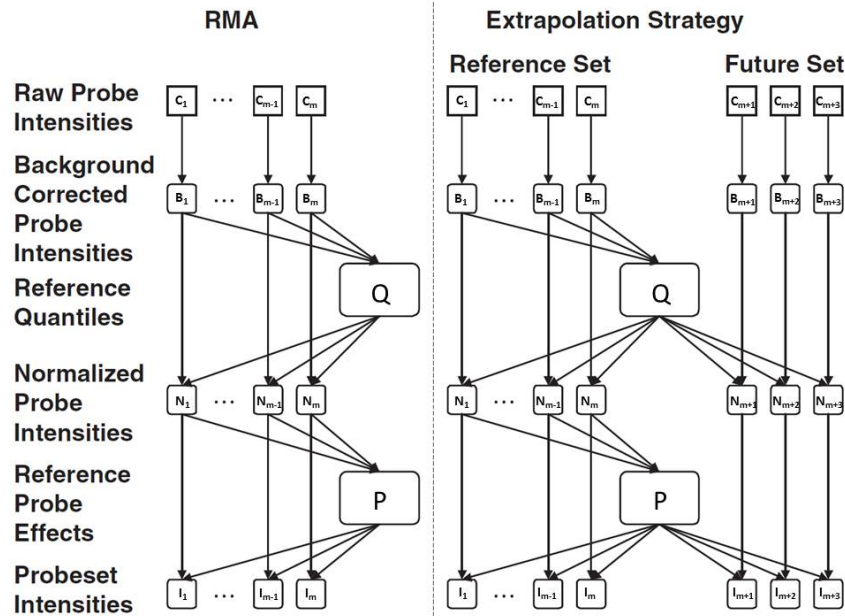 RMA
Extrapolation Strategy
Reference Set
Future Set
Raw Probe
Intensities
C1 ... Cm-1 Cm
C1 ... Cm-1 Cm
Cm+1 Cm+2 Cm+3
Background
Corrected
Probe
Intensities
B1 ... Bm-1 Bm
B1 ... Bm-1 Bm
Bm+1 Bm+2 Bm+3
Reference
Quantiles
Q
Q
Normalized
Probe
Intensities
N1 ... Nm-1 Nm
N1 ... Nm-1 Nm
Nm+1 Nm+2 Nm+3
Reference
Probe
Effects
P
P
Probeset
Intensities
I1 ... Im-1 Im
I1 ... Im-1 Im
Im+1 Im+2 Im+3